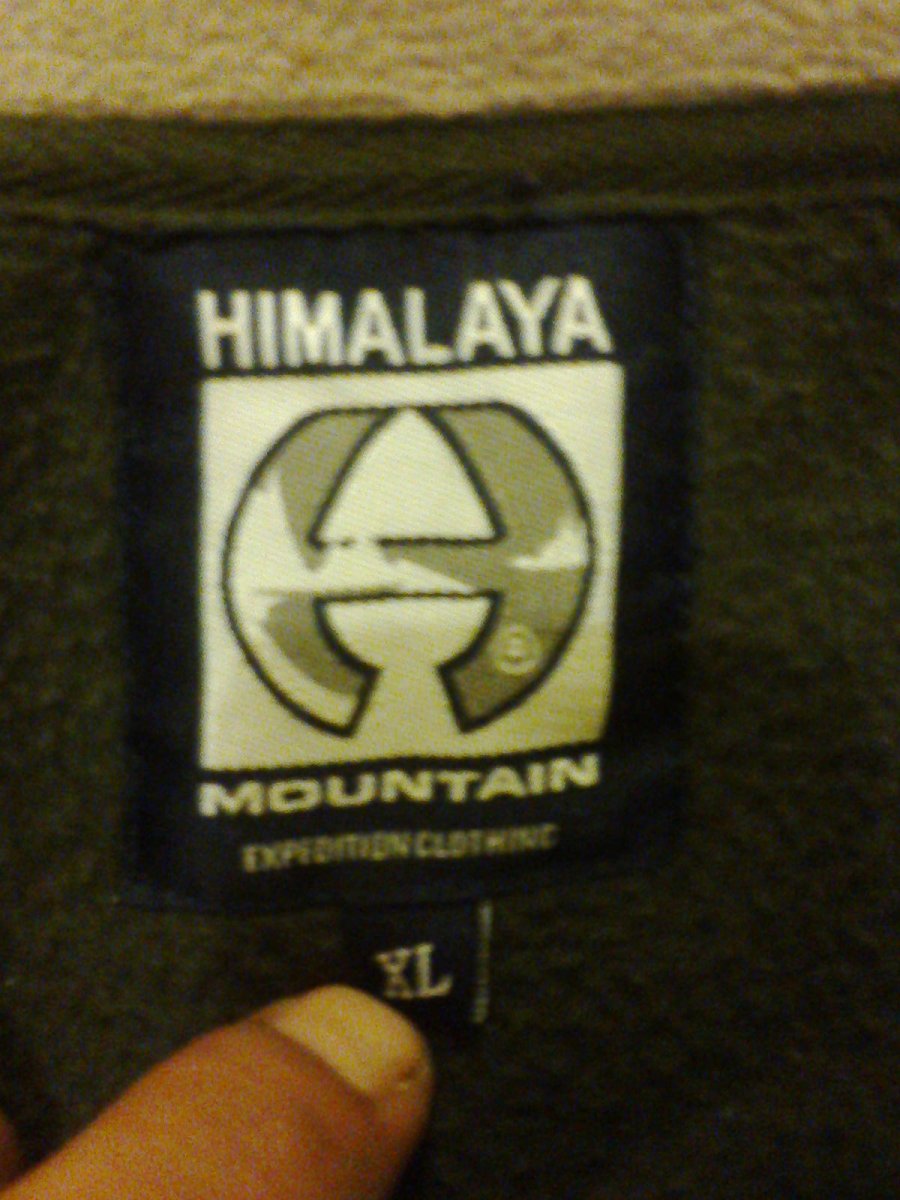 HIMALAYA
MOUNTAIN
EXPEDITION CLOTHING
XL